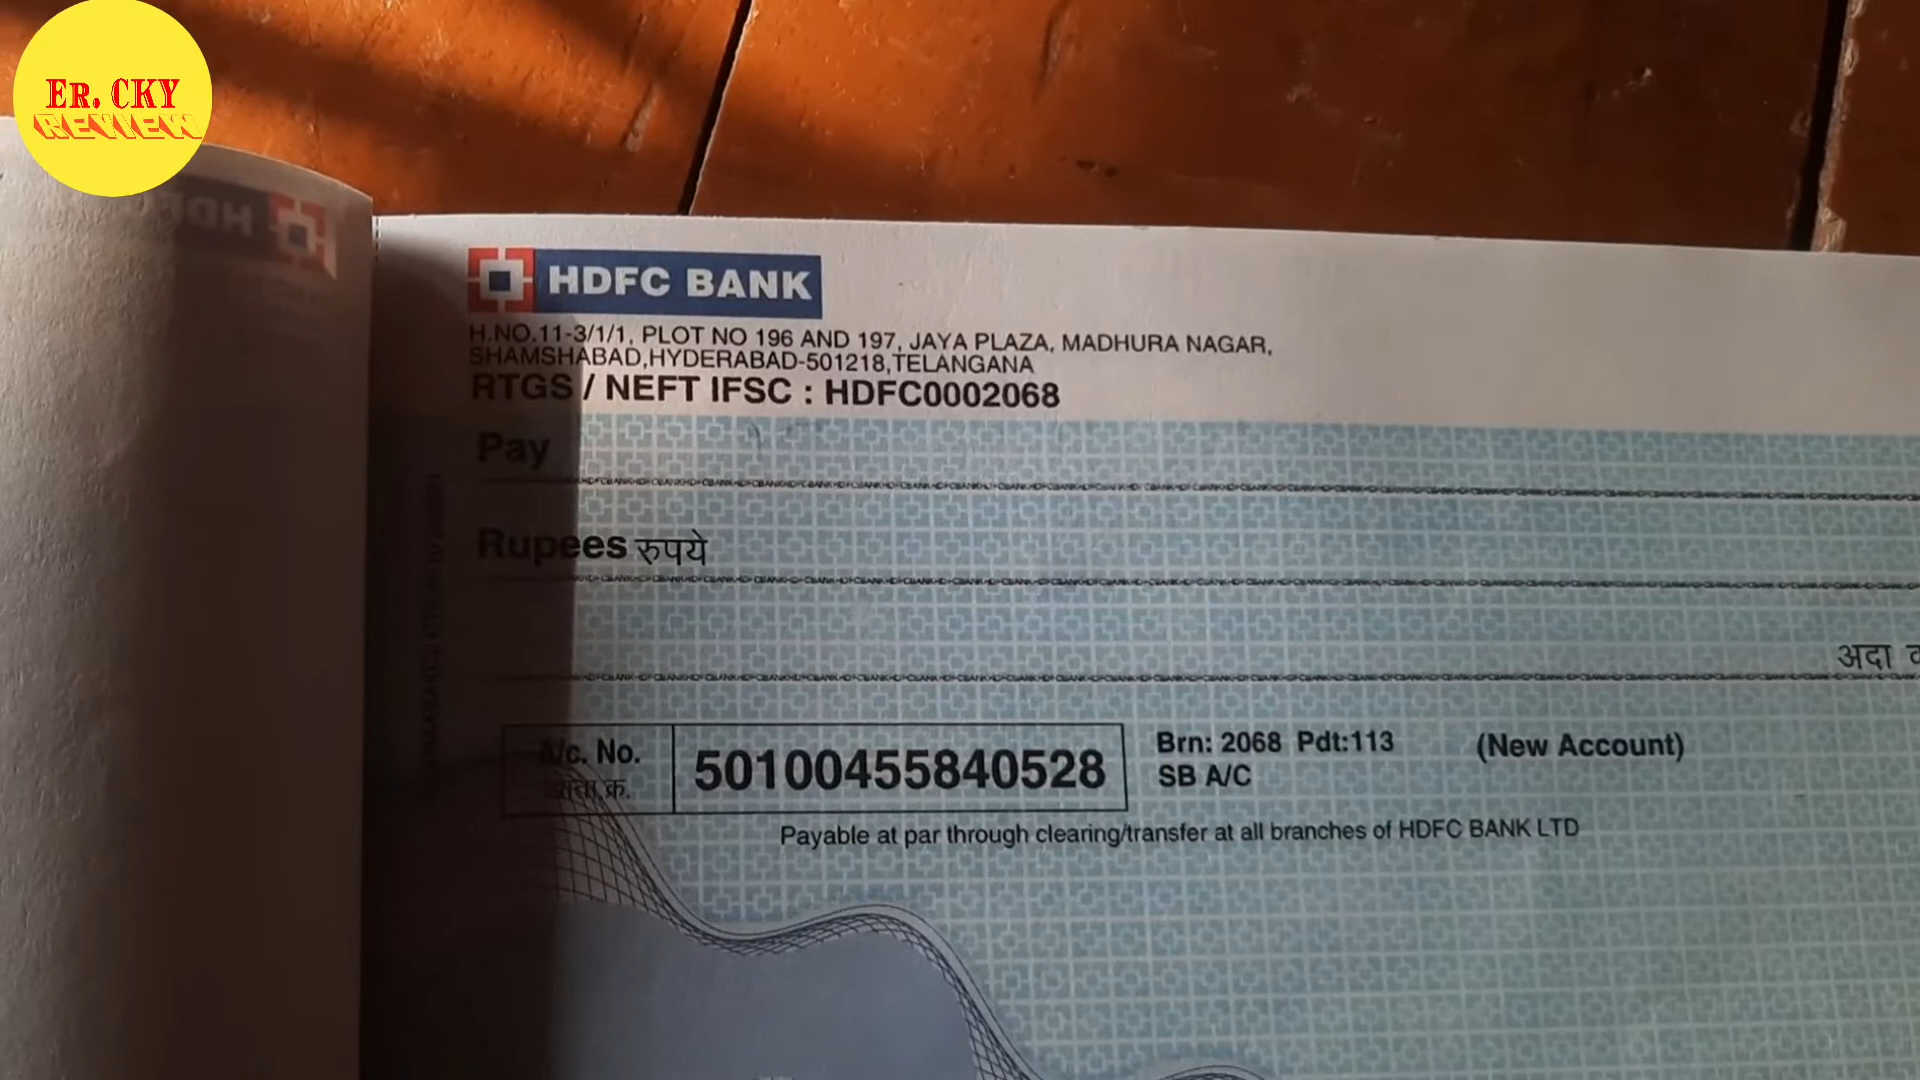 ER. CKY
REVIEW
HDFC BANK
H.NO.11-3/1/1, PLOT NO 196 AND 197, JAYA PLAZA, MADHURA NAGAR,
SHAMSHABAD,HYDERABAD-501218,TELANGANA
RTGS / NEFT IFSC : HDFC0002068
Pay
Rupees रुपये
अदा
A/c. No.
खाता क्र.
50100455840528
Brn: 2068 Pdt:113
SB A/C
(New Account)
Payable at par through clearing/transfer at all branches of HDFC BANK LTD